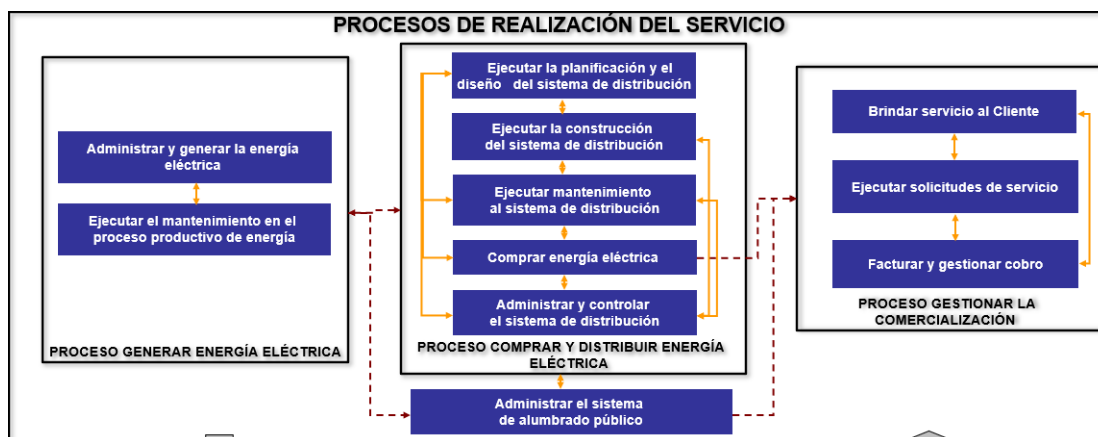 PROCESOS DE REALIZACIÓN DEL SERVICIO
Administrar y generar la energía
eléctrica
Ejecutar el mantenimiento en el
proceso productivo de energía
PROCESO GENERAR ENERGÍA ELÉCTRICA
Ejecutar la planificación y el
diseño del sistema de distribución
Ejecutar la construcción
del sistema de distribución
Ejecutar mantenimiento
al sistema de distribución
Comprar energía eléctrica
Administrar y controlar
el sistema de distribución
PROCESO COMPRAR Y DISTRIBUIR ENERGÍA
ELÉCTRICA
Administrar el sistema
de alumbrado público
Brindar servicio al Cliente
Ejecutar solicitudes de servicio
Facturar y gestionar cobro
PROCESO GESTIONAR LA
COMERCIALIZACIÓN